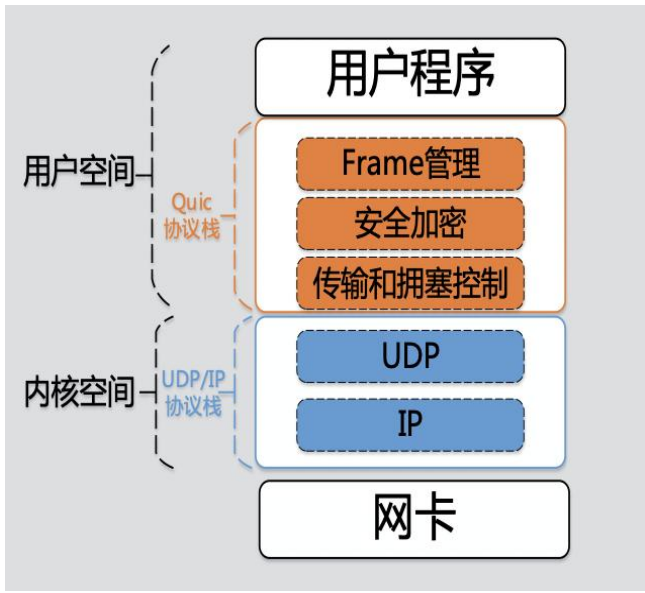 用户程序
用户空间
Quic
协议栈
Frame管理
安全加密
传输和拥塞控制
内核空间
UDP/IP
协议栈
UDP
IP
网卡